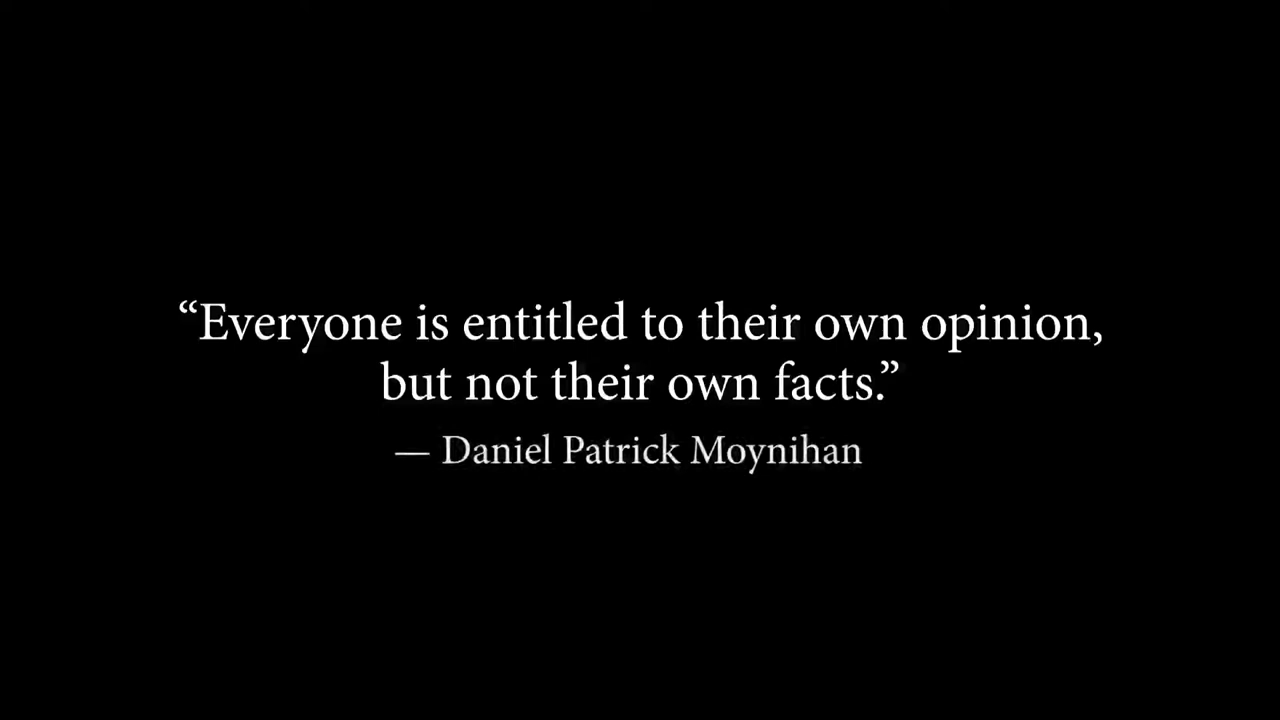 “Everyone is entitled to their own opinion,
but not their own facts.”
— Daniel Patrick Moynihan